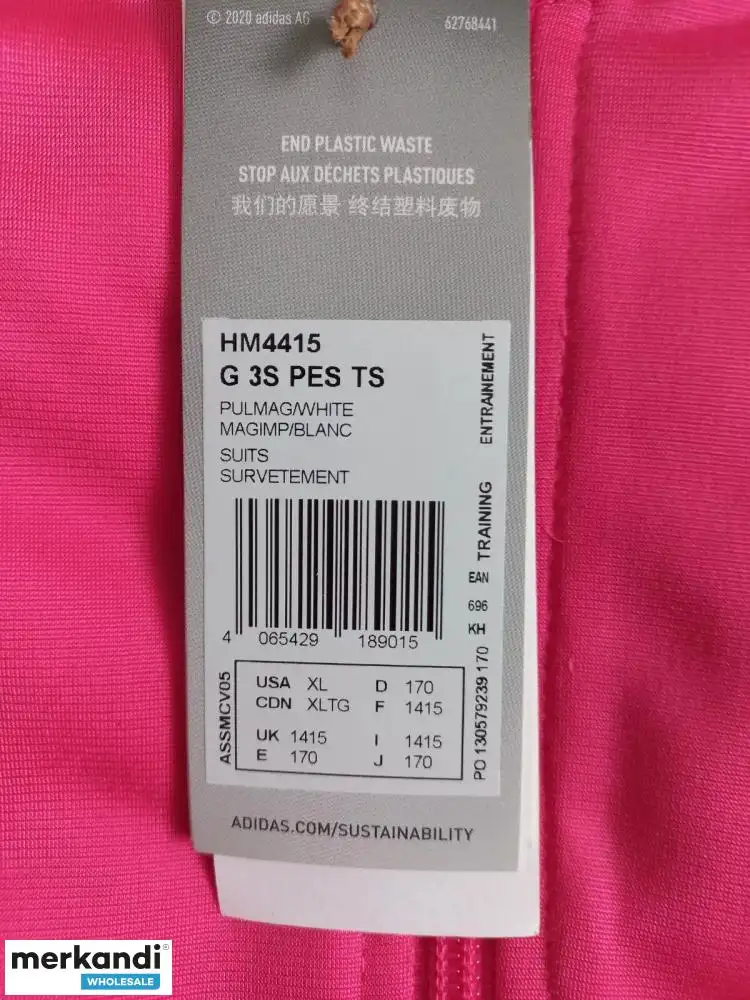 © 2020 adidas AG
62768441
END PLASTIC WASTE
STOP AUX DÉCHETS PLASTIQUES
我们的愿景 终结塑料废物
HM4415
G 3S PES TS
PULMAG/WHITE
MAGIMP/BLANC
SUITS
SURVETEMENT
TRAINING ENTRAINEMENT
EAN
696
KH
4 065429 189015
ASSMCV05
USA XL D 170
CDN XLTG F 1415
UK 1415 I 1415
E 170 J 170
PO 130579239 170
ADIDAS.COM/SUSTAINABILITY
merkandi®
WHOLESALE